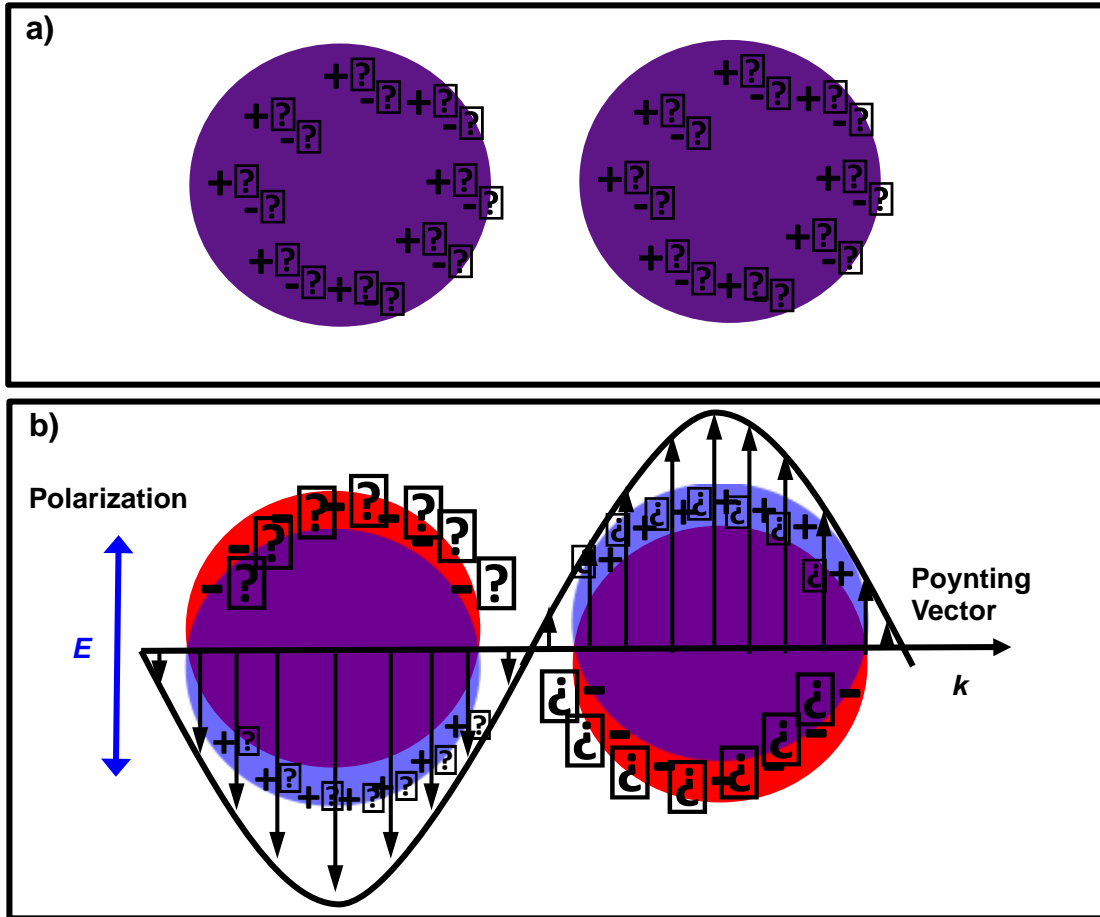 a)
+? -? +? -? +? -? +? -?
+? -? +? -? +? -? +? -?
+? -? +? -? +? -? +? -?
+? -? +? -? +? -? +? -?
b)
Polarization
E
Poynting
Vector
k